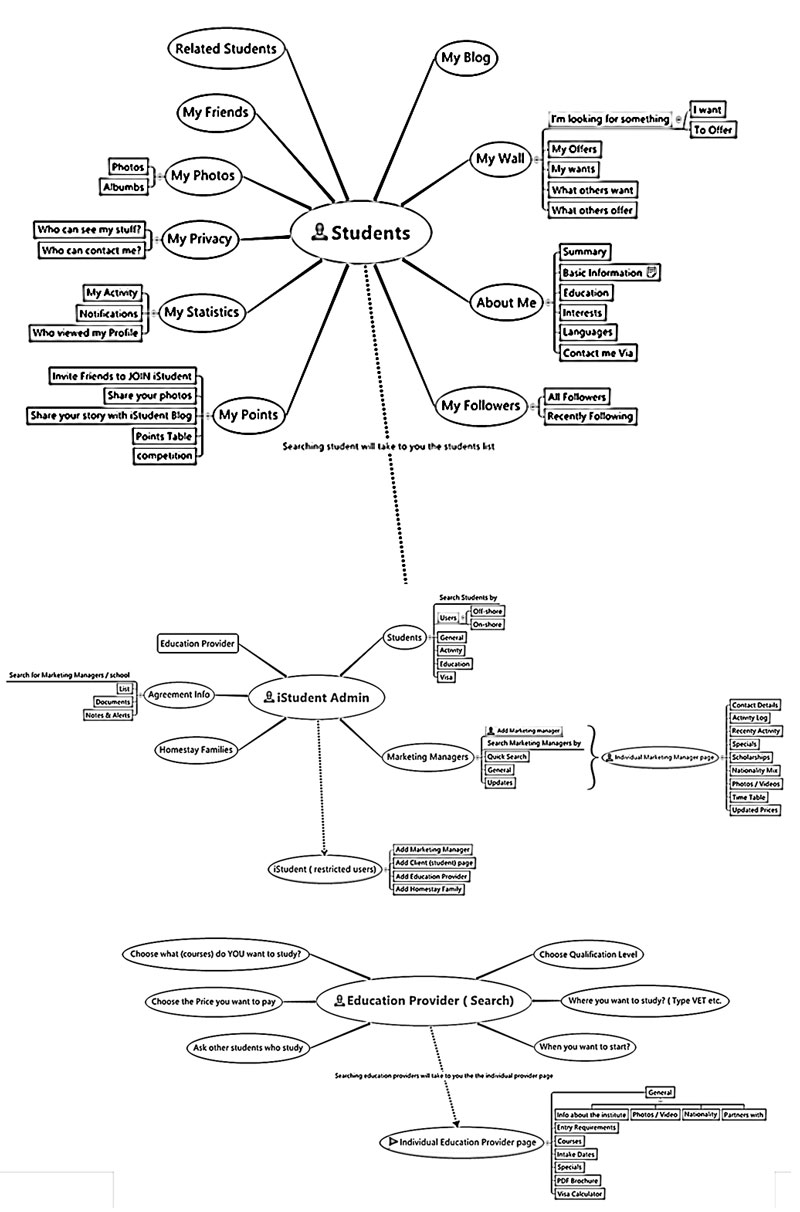 Related Students
My Blog
My Friends
I'm looking for something
I want
To Offer
My Wall
My Offers
My wants
What others want
What others offer
My Photos
Photos
Albumbs
Students
My Privacy
Who can see my stuff?
Who can contact me?
About Me
Summary
Basic Information
Education
Interests
Languages
Contact me Via
My Statistics
My Activity
Notifications
Who viewed my Profile
My Followers
All Followers
Recently Following
My Points
Invite Friends to JOIN iStudent
Share your photos
Share your story with iStudent Blog
Points Table
competition
Searching student will take to you the students list
Search Students by
Students
Users
Off-shore
On-shore
General
Activity
Education
Visa
Education Provider
iStudent Admin
Search for Marketing Managers / school
Agreement Info
List
Documents
Notes & Alerts
Homestay Families
Marketing Managers
Add Marketing manager
Search Marketing Managers by
Quick Search
General
Updates
Individual Marketing Manager page
Contact Details
Activity Log
Recenty Activity
Specials
Scholarships
Nationality Mix
Photos / Videos
Time Table
Updated Prices
iStudent ( restricted users)
Add Marketing Manager
Add Client (student) page
Add Education Provider
Add Homestay Family
Choose what (courses) do YOU want to study?
Choose Qualification Level
Choose the Price you want to pay
Education Provider ( Search)
Where you want to study? ( Type VET etc.
Ask other students who study
When you want to start?
Searching education providers will take to you the the individual provider page
Individual Education Provider page
General
Info about the institute
Photos / Video
Nationality
Partners with
Entry Requirements
Courses
Intake Dates
Specials
PDF Brochure
Visa Calculator